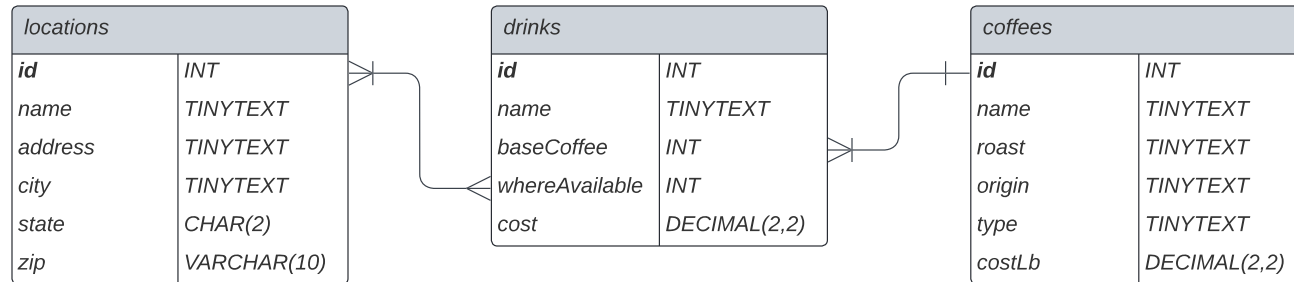 locations
id INT
name TINYTEXT
address TINYTEXT
city TINYTEXT
state CHAR(2)
zip VARCHAR(10)
drinks
id INT
name TINYTEXT
baseCoffee INT
whereAvailable INT
cost DECIMAL(2,2)
coffees
id INT
name TINYTEXT
roast TINYTEXT
origin TINYTEXT
type TINYTEXT
costLb DECIMAL(2,2)